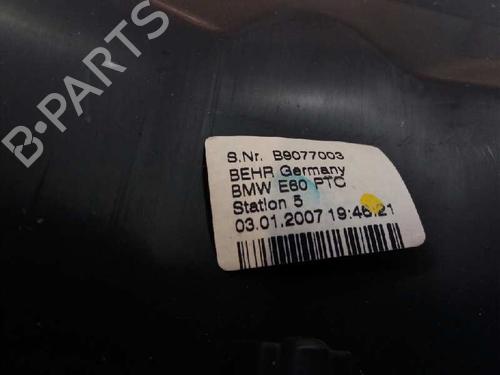 B-PARTS
S.Nr. B9077003
BEHR Germany
BMW E60 PTC
Station 5
03.01.2007 19:46:21